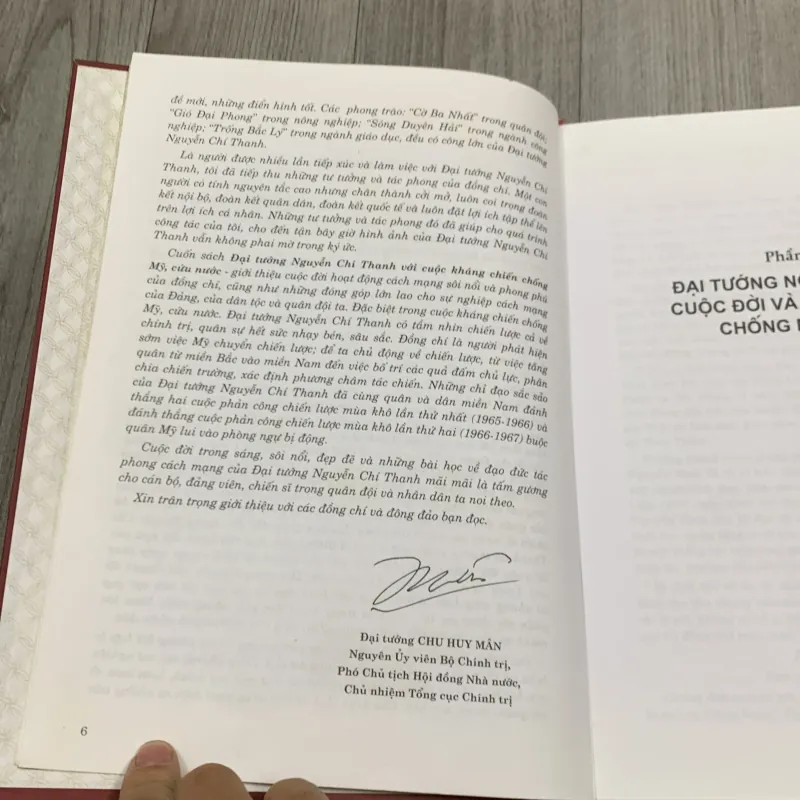 đề mới, những điển hình tốt. Các phong trào: "Cờ Ba Nhất" trong quân đội,
"Gió Đại Phong" trong nông nghiệp; "Sóng Duyên Hải" trong ngành công
nghiệp; "Trống Bắc Lý" trong ngành giáo dục, đều có công lớn của Đại tướng
Nguyễn Chí Thanh.
Là người được nhiều lần tiếp xúc và làm việc với Đại tướng Nguyễn Chí
Thanh, tôi đã tiếp thu những tư tưởng và tác phong của đồng chí. Một con
người có tính nguyên tắc cao nhưng chân thành cởi mở, luôn coi trọng đoàn
kết nội bộ, đoàn kết quân dân, đoàn kết quốc tế và luôn đặt lợi ích tập thể lên
trên lợi ích cá nhân. Những tư tưởng và tác phong đó đã giúp cho quá trình
công tác của tôi, cho đến tận bây giờ hình ảnh của Đại tướng Nguyễn Chí
Thanh vẫn không phai mờ trong ký ức.
Cuốn sách Đại tướng Nguyễn Chí Thanh với cuộc kháng chiến chống
Mỹ, cứu nước - giới thiệu cuộc đời hoạt động cách mạng sôi nổi và phong phú
của đồng chí, cũng như những đóng góp lớn lao cho sự nghiệp cách mạng
của Đảng, của dân tộc và quân đội ta. Đặc biệt trong cuộc kháng chiến chống
Mỹ, cứu nước. Đại tướng Nguyễn Chí Thanh có tầm nhìn chiến lược cả về
chính trị, quân sự hết sức nhạy bén, sâu sắc. Đồng chí là người phát hiện
sớm việc Mỹ chuyển chiến lược; để ta chủ động về chiến lược, từ việc tăng
quân từ miền Bắc vào miền Nam đến việc bố trí các quả đấm chủ lực, phân
chia chiến trường, xác định phương châm tác chiến. Những chỉ đạo sắc sảo
của Đại tướng Nguyễn Chí Thanh đã cùng quân và dân miền Nam đánh
thắng hai cuộc phản công chiến lược mùa khô lần thứ nhất (1965-1966) và
đánh thắng cuộc phản công chiến lược mùa khô lần thứ hai (1966-1967) buộc
quân Mỹ lui vào phòng ngự bị động.
Cuộc đời trong sáng, sôi nổi, đẹp đẽ và những bài học về đạo đức tác
phong cách mạng của Đại tướng Nguyễn Chí Thanh mãi mãi là tấm gương
cho cán bộ, đảng viên, chiến sĩ trong quân đội và nhân dân ta noi theo.
Xin trân trọng giới thiệu với các đồng chí và đông đảo bạn đọc.
Đại tướng CHU HUY MÂN
Nguyên Ủy viên Bộ Chính trị,
Phó Chủ tịch Hội đồng Nhà nước,
Chủ nhiệm Tổng cục Chính trị
6
Phần
ĐẠI TƯỚNG
CUỘC ĐỜI VÀ
CHỐNG